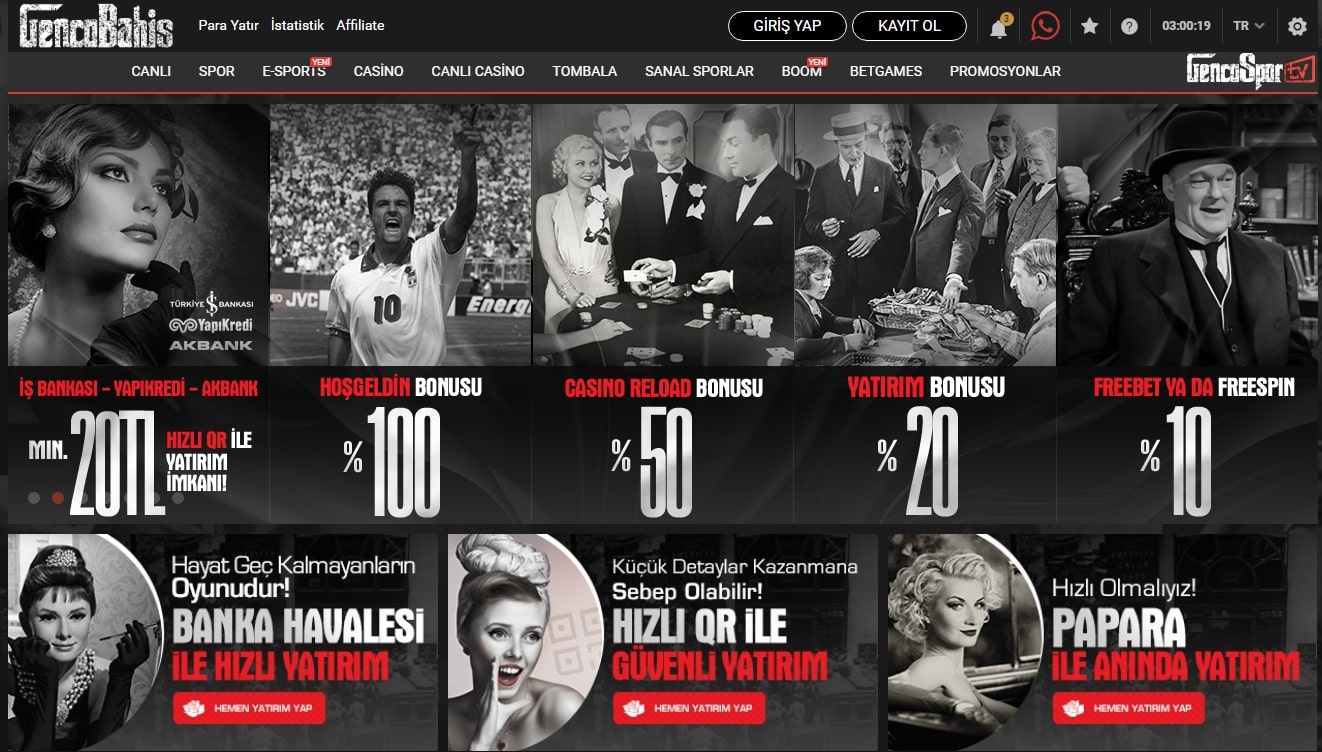 GencoBahis
Para Yatır İstatistik Affiliate
GİRİŞ YAP
KAYIT OL
3
?
03:00:19
TR
CANLI
SPOR
E-SPORTS
YENİ
CASİNO
CANLI CASİNO
TOMBALA
SANAL SPORLAR
BOOM
YENİ
BETGAMES
PROMOSYONLAR
GencoSpor TV
TÜRKİYE İŞ BANKASI
YapıKredi
AKBANK
İŞ BANKASI – YAPIKREDİ – AKBANK
MIN. 20TL
HIZLI QR İLE
YATIRIM
İMKANI!
JVC
10
Energi
HOŞGELDİN BONUSU
%100
CASINO RELOAD BONUSU
%50
YATIRIM BONUSU
%20
FREEBET YA DA FREESPIN
%10
Hayat Geç Kalmayanların
Oyunudur!
BANKA HAVALESİ
İLE HIZLI YATIRIM
HEMEN YATIRIM YAP
Küçük Detaylar Kazanmana
Sebep Olabilir!
HIZLI QR İLE
GÜVENLİ YATIRIM
HEMEN YATIRIM YAP
Hızlı Olmalıyız!
PAPARA
İLE ANINDA YATIRIM
HEMEN YATIRIM YAP